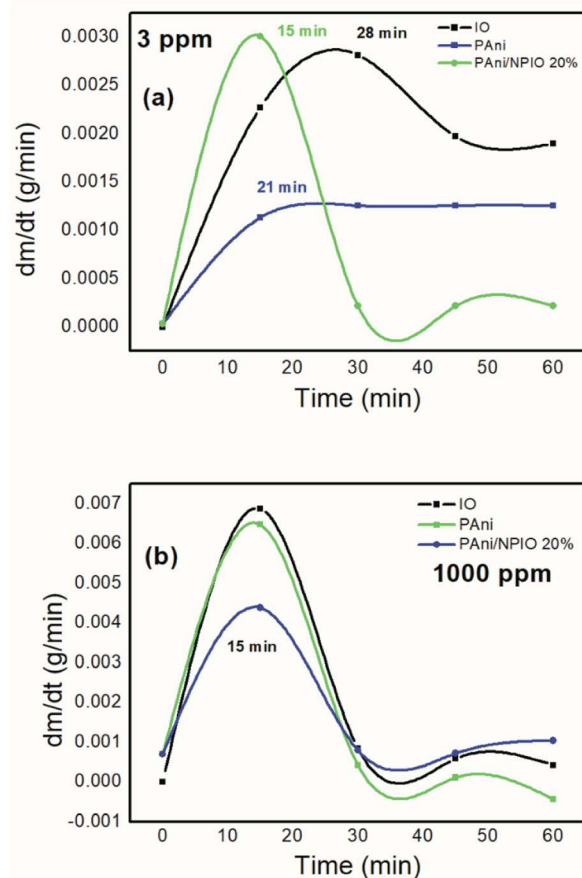 3 ppm
15 min
28 min
IO
PAni
PAni/NPIO 20%
(a)
21 min
0.0030
0.0025
0.0020
0.0015
0.0010
0.0005
0.0000
dm/dt (g/min)
0 10 20 30 40 50 60
Time (min)
(b)
IO
PAni
PAni/NPIO 20%
1000 ppm
15 min
0.007
0.006
0.005
0.004
0.003
0.002
0.001
0.000
-0.001
dm/dt (g/min)
0 10 20 30 40 50 60
Time (min)